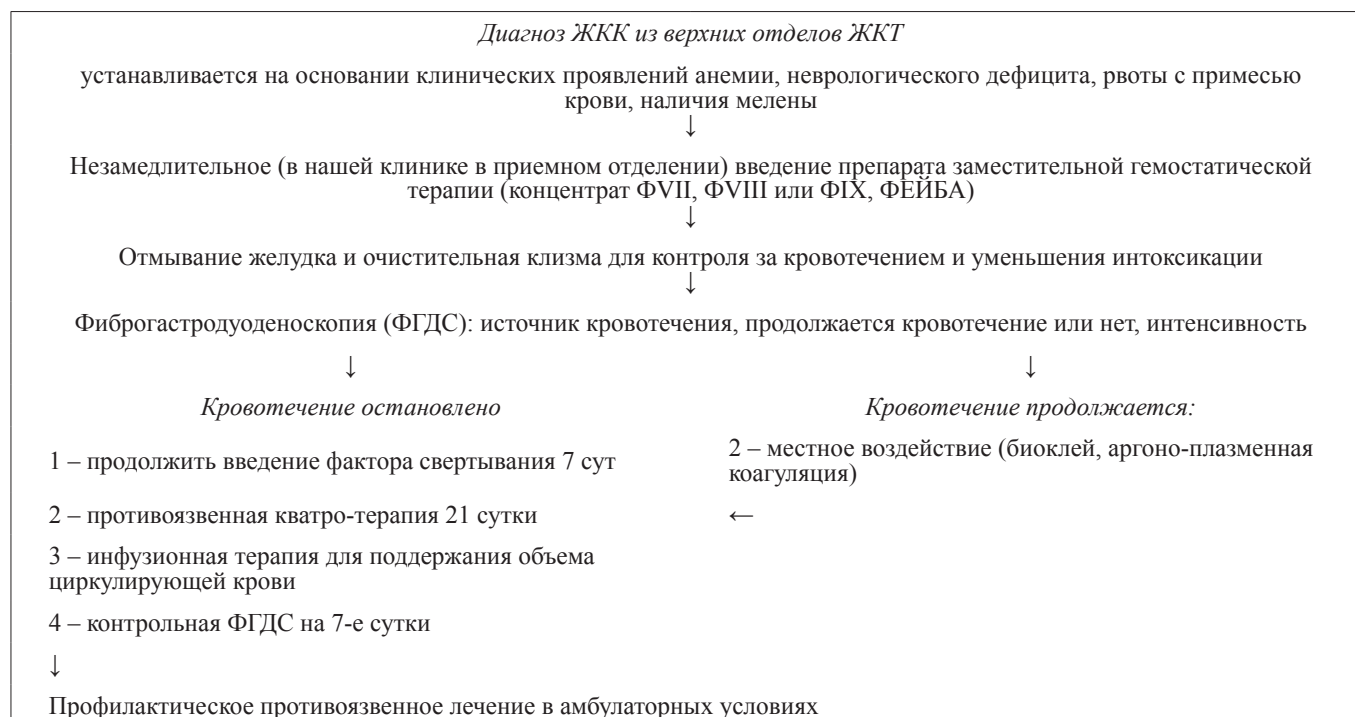 Диагноз ЖКК из верхних отделов ЖКТ
устанавливается на основании клинических проявлений анемии, неврологического дефицита, рвоты с примесью
крови, наличия мелены
↓
Незамедлительное (в нашей клинике в приемном отделении) введение препарата заместительной гемостатической
терапии (концентрат ФVII, ФVIII или ФIX, ФЕЙБА)
↓
Отмывание желудка и очистительная клизма для контроля за кровотечением и уменьшения интоксикации
↓
Фиброгастродуоденоскопия (ФГДС): источник кровотечения, продолжается кровотечение или нет, интенсивность
↓ ↓
Кровотечение остановлено
1 – продолжить введение фактора свертывания 7 сут
2 – противоязвенная кватро-терапия 21 сутки
3 – инфузионная терапия для поддержания объема
циркулирующей крови
4 – контрольная ФГДС на 7-е сутки
↓
Профилактическое противоязвенное лечение в амбулаторных условиях
Кровотечение продолжается:
2 – местное воздействие (биоклей, аргоно-плазменная
коагуляция)
←